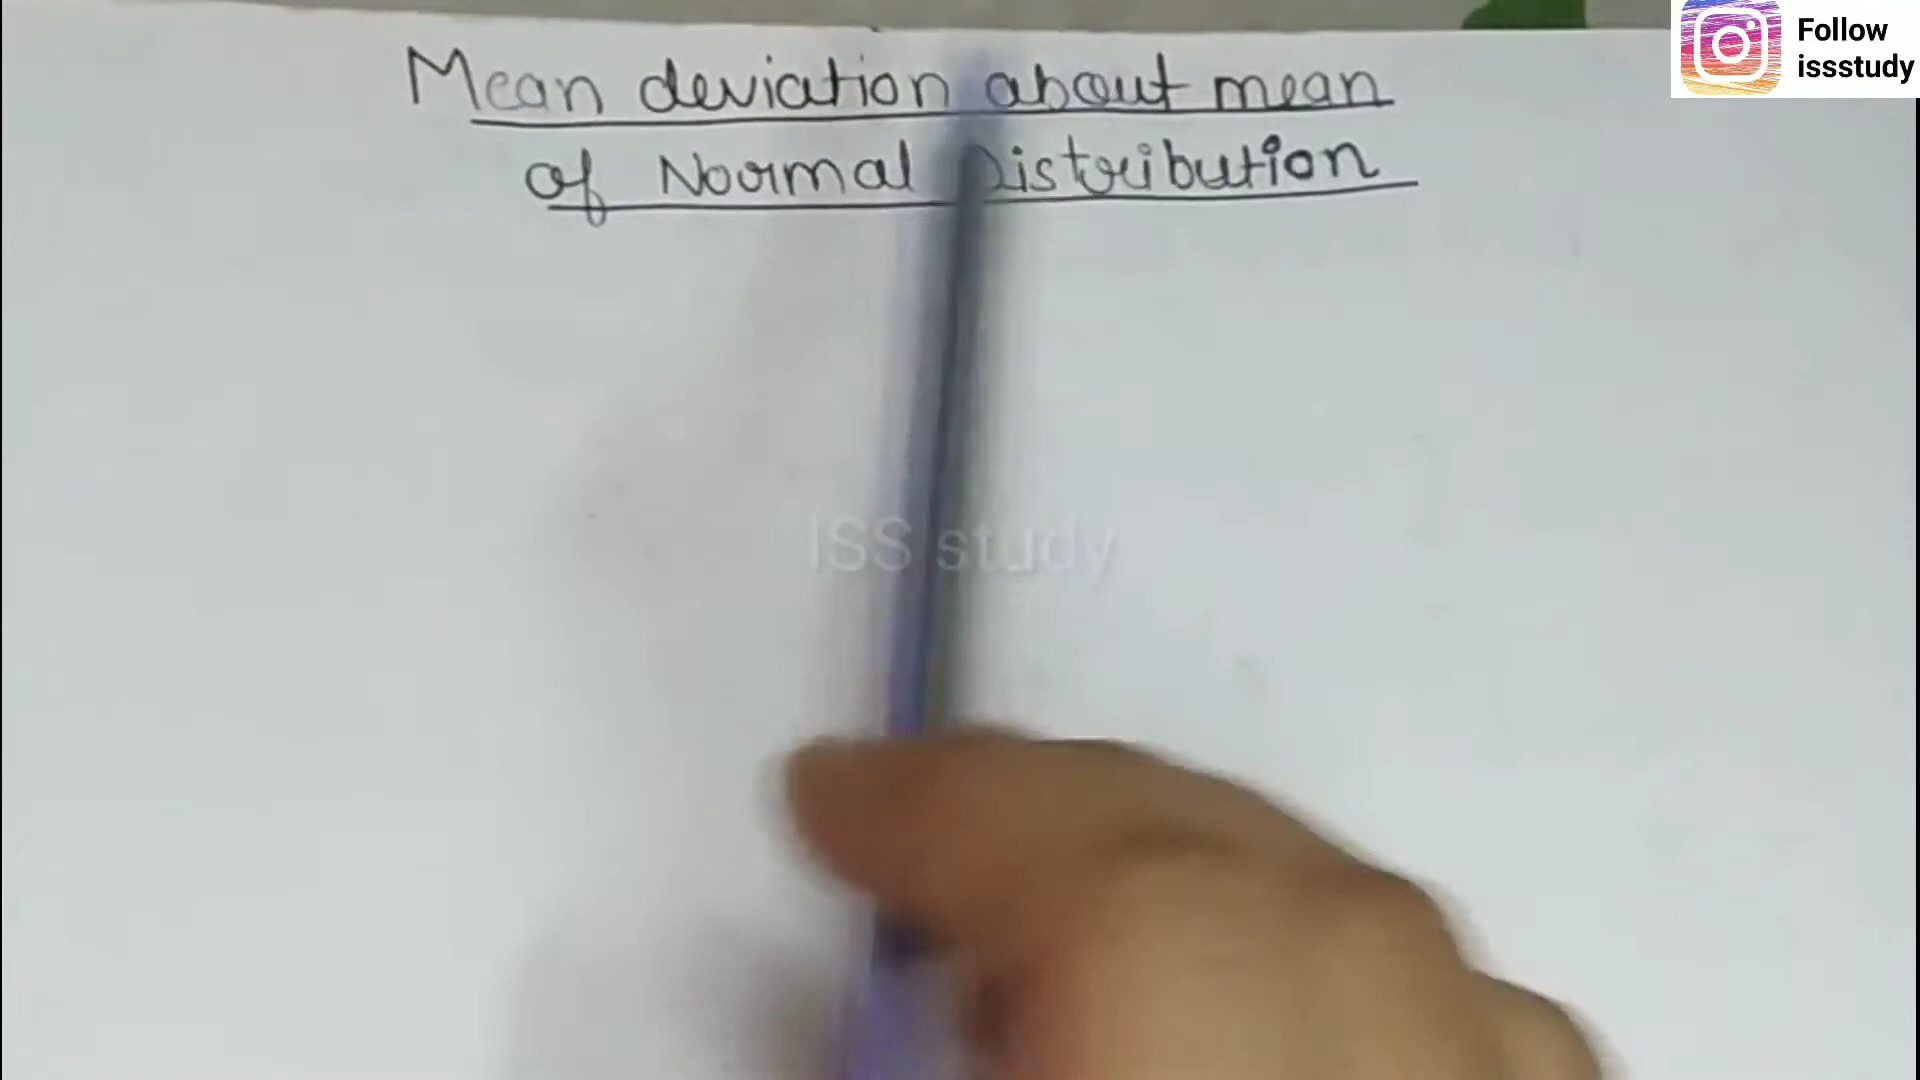 Mean deviation about mean
of Normal Distribution
Follow
issstudy
ISS study